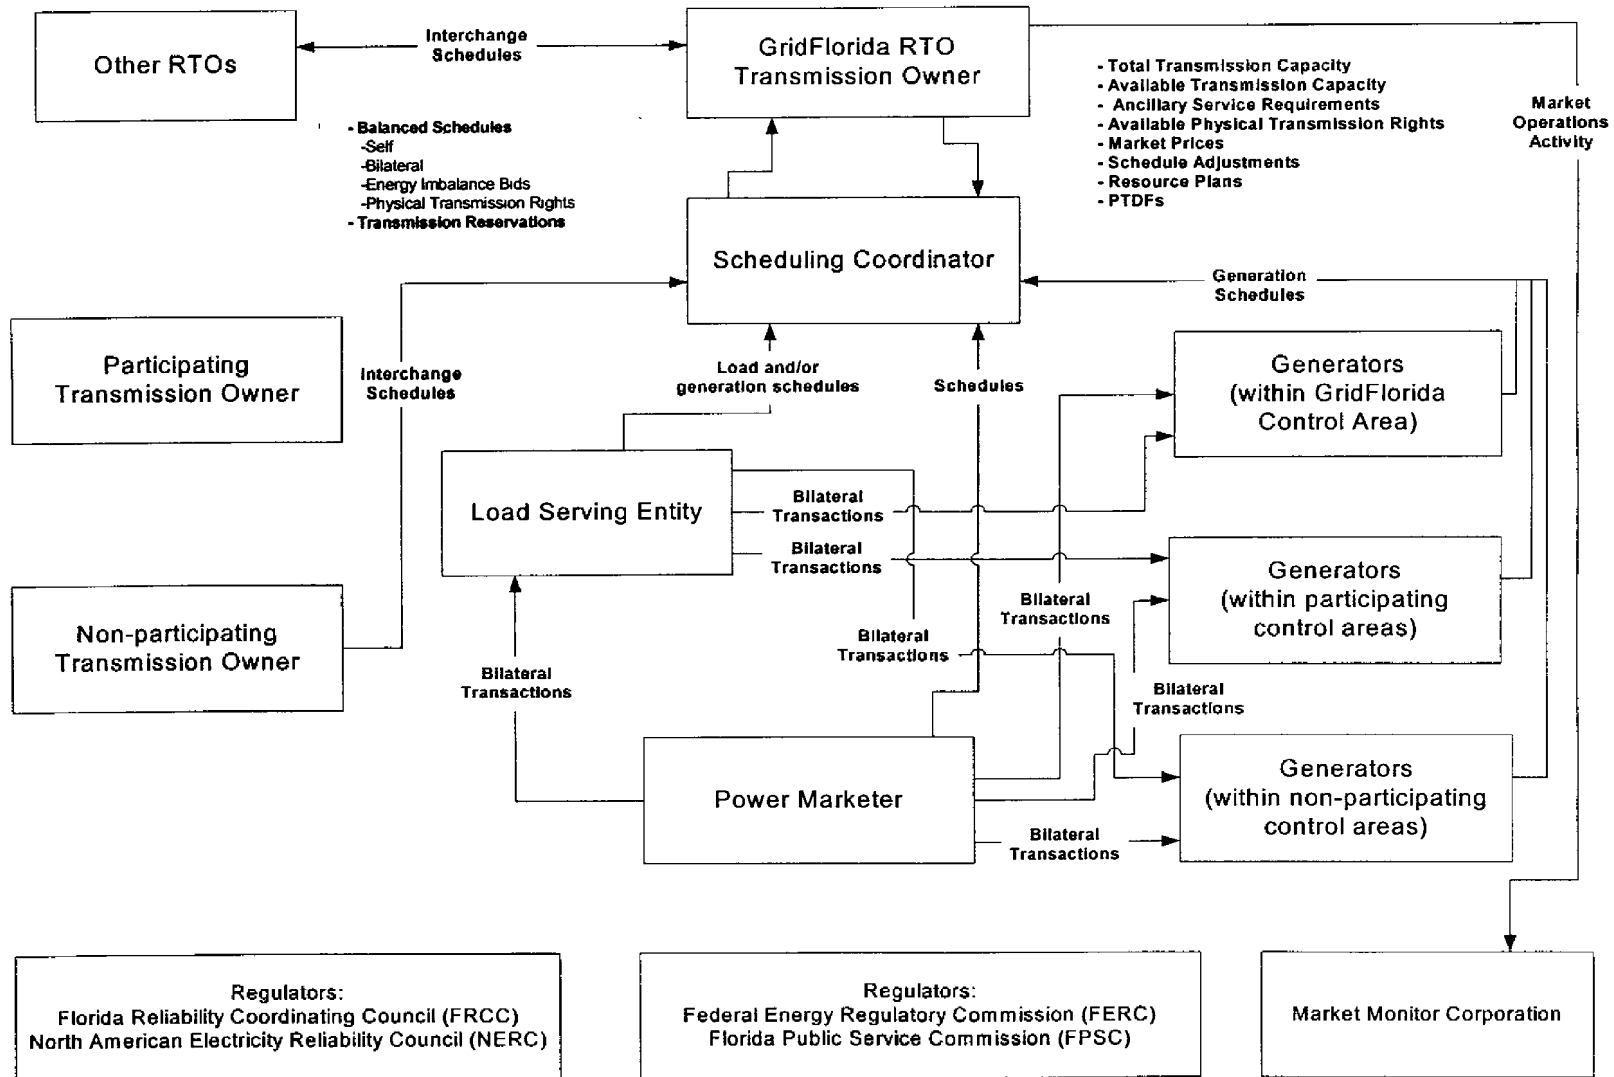 Other RTOs
Interchange
Schedules
GridFlorida RTO
Transmission Owner
- Total Transmission Capacity
- Available Transmission Capacity
- Ancillary Service Requirements
- Available Physical Transmission Rights
- Market Prices
- Schedule Adjustments
- Resource Plans
- PTDFs
Market
Operations
Activity
- Balanced Schedules
-Self
-Bilateral
-Energy Imbalance Bids
-Physical Transmission Rights
- Transmission Reservations
Scheduling Coordinator
Generation
Schedules
Participating
Transmission Owner
Interchange
Schedules
Load and/or
generation schedules
Schedules
Generators
(within GridFlorida
Control Area)
Load Serving Entity
Bilateral
Transactions
Bilateral
Transactions
Generators
(within participating
control areas)
Non-participating
Transmission Owner
Bilateral
Transactions
Bilateral
Transactions
Bilateral
Transactions
Bilateral
Transactions
Power Marketer
Generators
(within non-participating
control areas)
Bilateral
Transactions
Regulators:
Florida Reliability Coordinating Council (FRCC)
North American Electricity Reliability Council (NERC)
Regulators:
Federal Energy Regulatory Commission (FERC)
Florida Public Service Commission (FPSC)
Market Monitor Corporation